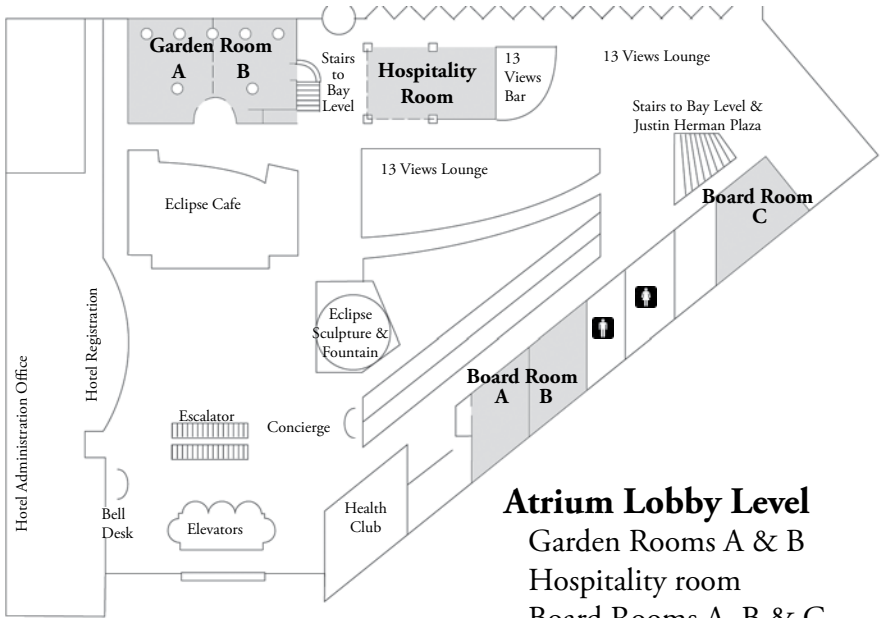 Garden Room
A
B
Stairs
to
Bay
Level
Hospitality
Room
13
Views
Bar
13 Views Lounge
Stairs to Bay Level &
Justin Herman Plaza
Eclipse Cafe
13 Views Lounge
Board Room
C
Hotel Registration
Hotel Administration Office
Eclipse
Sculpture &
Fountain
Board Room
A
B
Escalator
Concierge
Bell
Desk
Elevators
Health
Club
Atrium Lobby Level
Garden Rooms A & B
Hospitality room
Board Rooms A, B & C